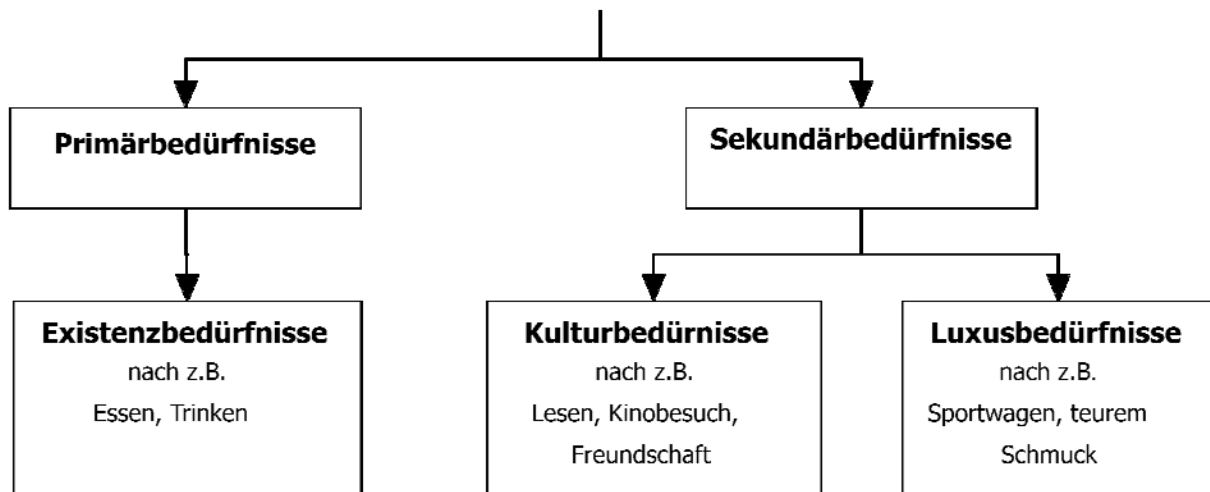 Primärbedürfnisse
Sekundärbedürfnisse
Existenzbedürfnisse
nach z.B.
Essen, Trinken
Kulturbedürnisse
nach z.B.
Lesen, Kinobesuch,
Freundschaft
Luxusbedürfnisse
nach z.B.
Sportwagen, teurem
Schmuck